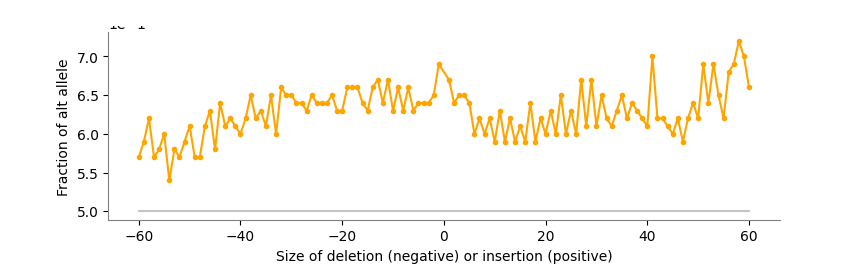 7.0
6.5
6.0
5.5
5.0
Fraction of alt allele
−60 −40 −20 0 20 40 60
Size of deletion (negative) or insertion (positive)